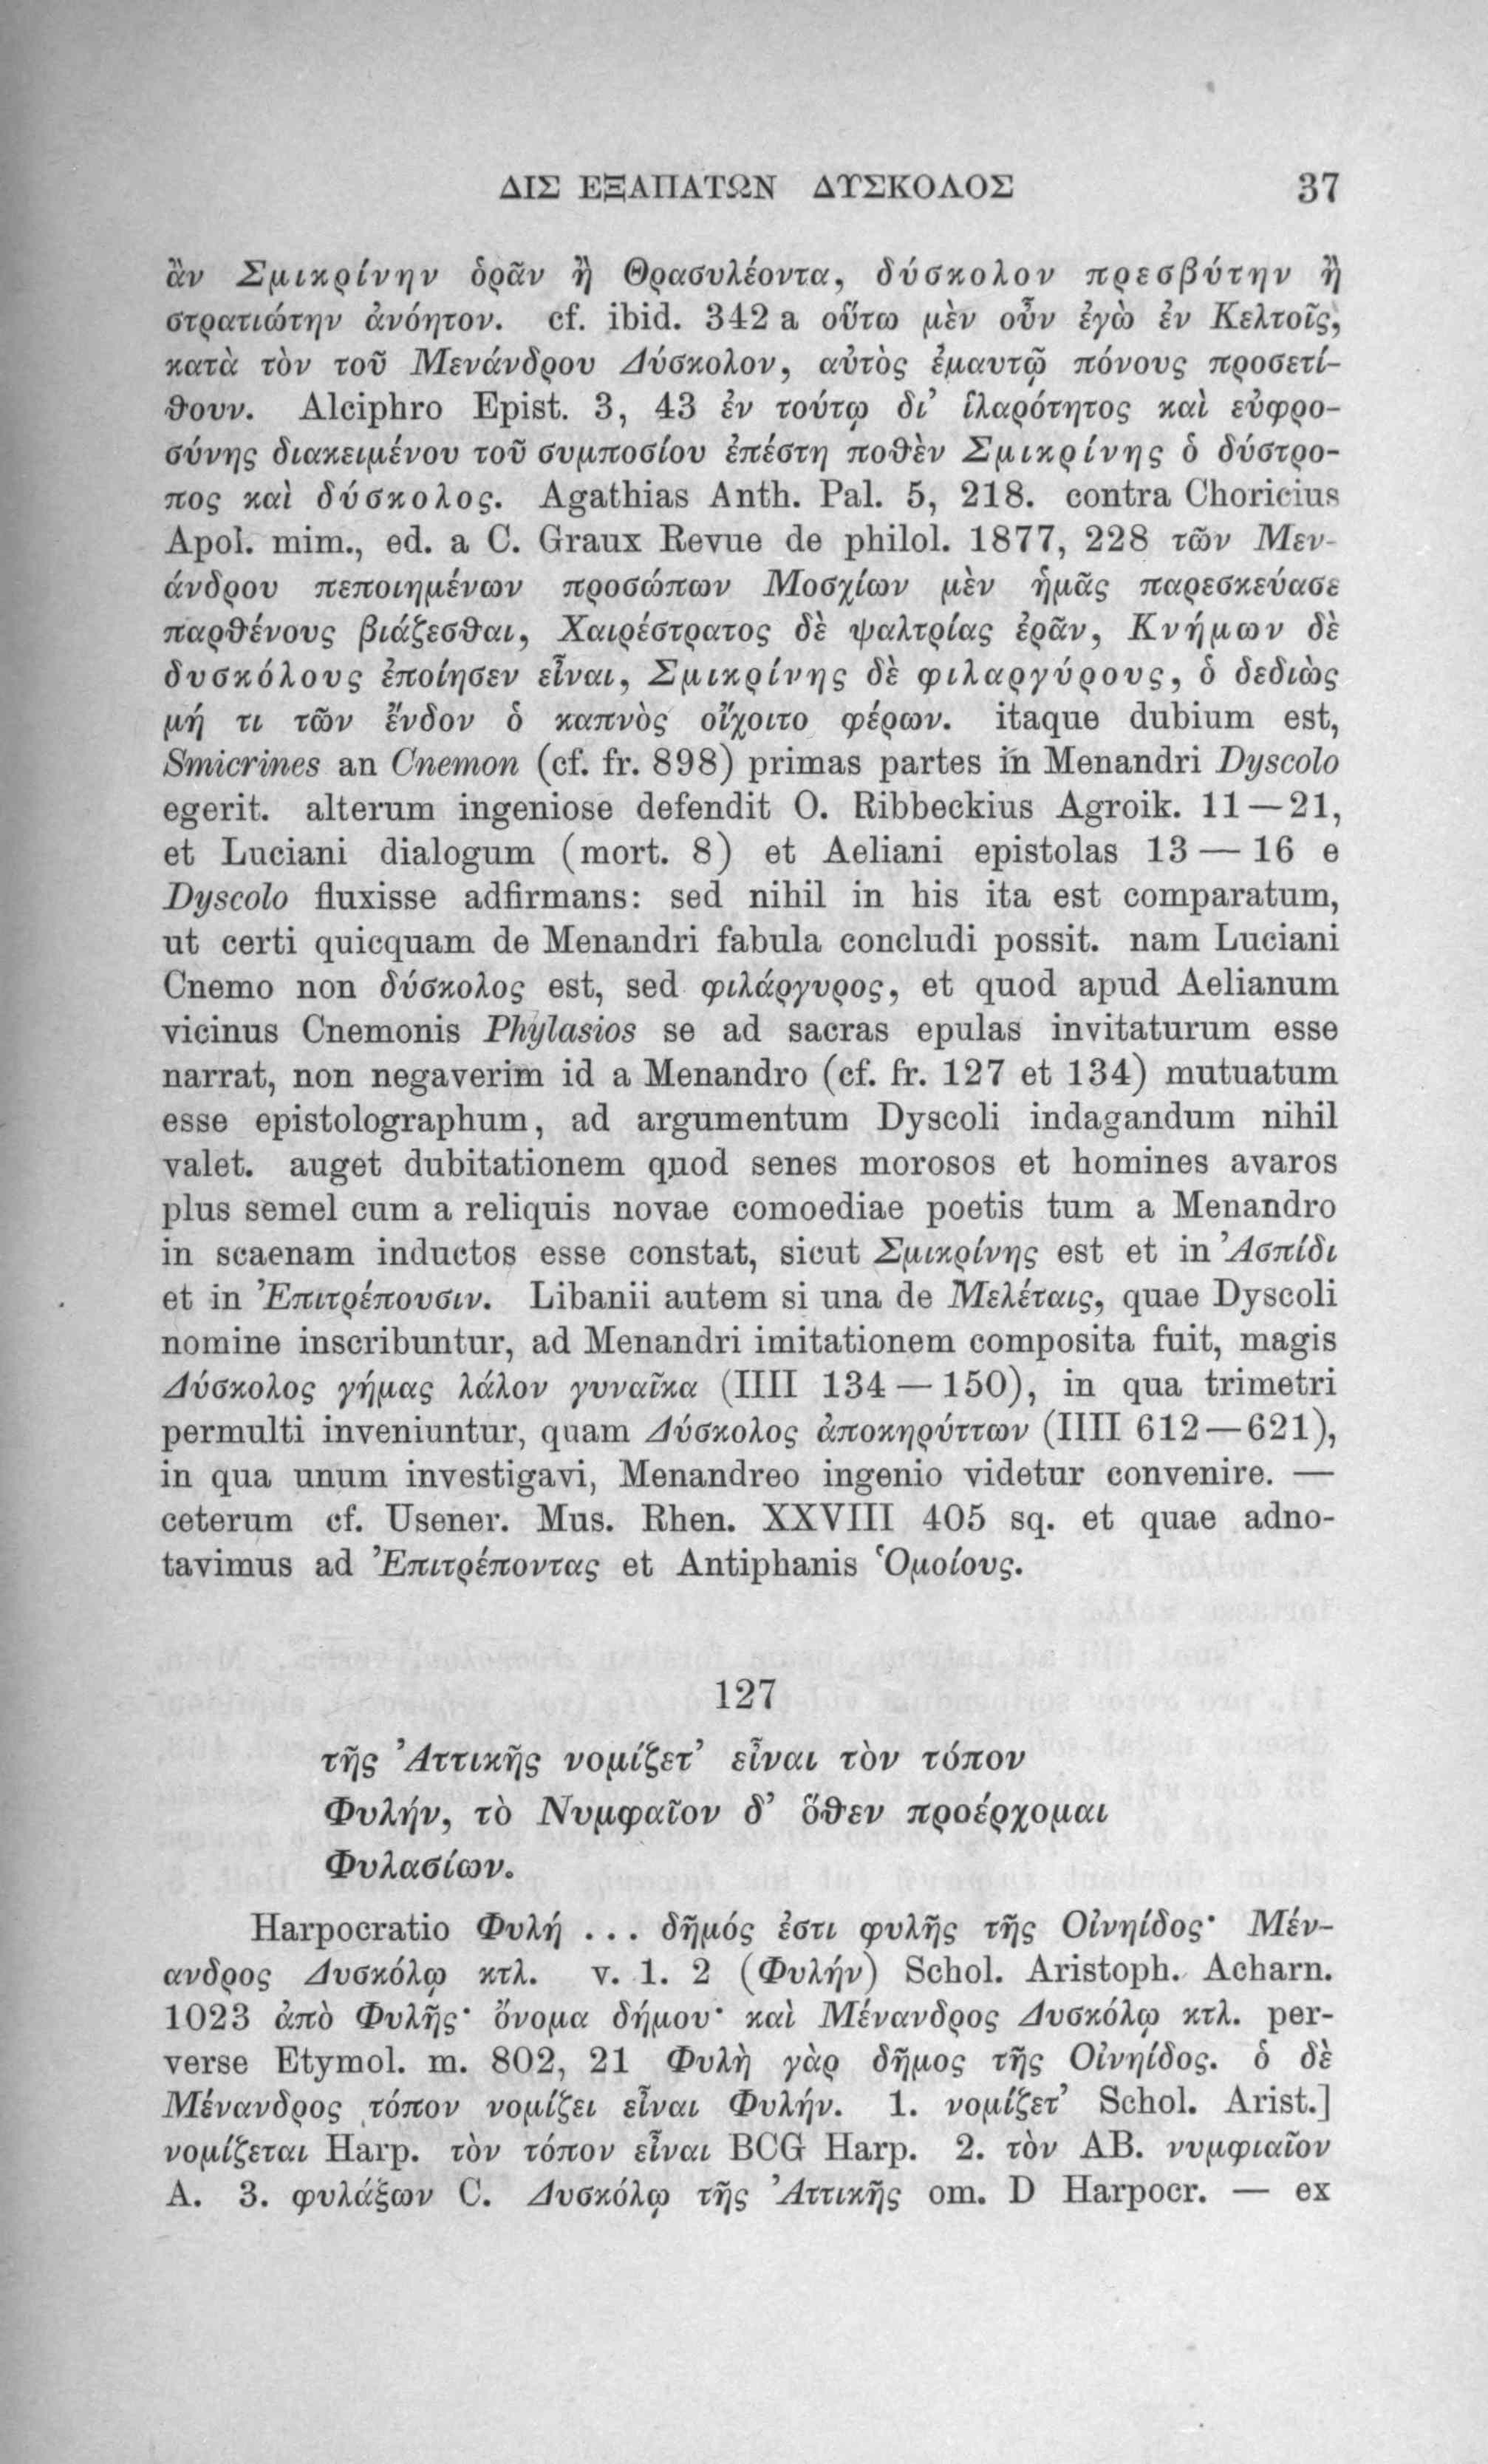 ΔΙΣ ΕΞΑΠΑΤΩΝ ΔΥΣΚΟΛΟΣ 37
ἂν Σμικρίνην ὁρᾶν ἢ Θρασυλέοντα, δύσκολον πρεσβύτην ἢ
στρατιώτην ἀνόητον. cf. ibid. 342 a οὕτω μὲν οὖν ἐγὼ ἐν Κελτοῖς,
κατὰ τὸν τοῦ Μενάνδρου Δύσκολον, αὐτὸς ἐμαυτῷ πόνους προσετί-
θουν. Alciphro Epist. 3, 43 ἐν τούτῳ δι’ ἱλαρότητος καὶ εὐφρο-
σύνης διακειμένου τοῦ συμποσίου ἐπέστη ποθὲν Σμικρίνης ὁ δύστρο-
πος καὶ δύσκολος. Agathias Anth. Pal. 5, 218. contra Choricius
Apol. mim., ed. a C. Graux Revue de philol. 1877, 228 τῶν Μεν-
άνδρου πεποιημένων προσώπων Μοσχίων μὲν ἡμᾶς παρεσκεύασε
παρθένους βιάζεσθαι, Χαιρέστρατος δὲ ψαλτρίας ἐρᾶν, Κνήμων δὲ
δυσκόλους ἐποίησεν εἶναι, Σμικρίνης δὲ φιλαργύρους, ὁ δεδιὼς
μή τι τῶν ἔνδον ὁ καπνὸς οἴχοιτο φέρων. itaque dubium est,
Smicrines an Cnemon (cf. fr. 898) primas partes in Menandri Dyscolo
egerit. alterum ingeniose defendit O. Ribbeckius Agroik. 11—21,
et Luciani dialogum (mort. 8) et Aeliani epistolas 13—16 e
Dyscolo fluxisse adfirmans: sed nihil in his ita est comparatum,
ut certi quicquam de Menandri fabula concludi possit. nam Luciani
Cnemo non δύσκολος est, sed φιλάργυρος, et quod apud Aelianum
vicinus Cnemonis Phylasios se ad sacras epulas invitaturum esse
narrat, non negaverim id a Menandro (cf. fr. 127 et 134) mutuatum
esse epistolographum, ad argumentum Dyscoli indagandum nihil
valet. auget dubitationem quod senes morosos et homines avaros
plus semel cum a reliquis novae comoediae poetis tum a Menandro
in scaenam inductos esse constat, sicut Σμικρίνης est et in Ἀσπίδι
et in Ἐπιτρέπουσιν. Libanii autem si una de Μελέταις, quae Dyscoli
nomine inscribuntur, ad Menandri imitationem composita fuit, magis
Δύσκολος γήμας λάλον γυναῖκα (IIII 134—150), in qua trimetri
permulti inveniuntur, quam Δύσκολος ἀποκηρύττων (IIII 612—621),
in qua unum investigavi, Menandreo ingenio videtur convenire. —
ceterum cf. Usener. Mus. Rhen. XXVIII 405 sq. et quae adno-
tavimus ad Ἐπιτρέποντας et Antiphanis Ὁμοίους.
127
τῆς Ἀττικῆς νομίζετ’ εἶναι τὸν τόπον
Φυλήν, τὸ Νυμφαῖον δ’ ὅθεν προέρχομαι
Φυλασίων.
Harpocratio Φυλή ... δῆμός ἐστι φυλῆς τῆς Οἰνηίδος· Μέν-
ανδρος Δυσκόλῳ κτλ. v. 1. 2 (Φυλήν) Schol. Aristoph. Acharn.
1023 ἀπὸ Φυλῆς· ὄνομα δήμου· καὶ Μένανδρος Δυσκόλῳ κτλ. per-
verse Etymol. m. 802, 21 Φυλὴ γὰρ δῆμος τῆς Οἰνηίδος. ὁ δὲ
Μένανδρος τόπον νομίζει εἶναι Φυλήν. 1. νομίζετ’ Schol. Arist.]
νομίζεται Harp. τὸν τόπον εἶναι BCG Harp. 2. τὸν AB. νυμφιαῖον
A. 3. φυλάξων C. Δυσκόλῳ τῆς Ἀττικῆς om. D Harpocr. — ex